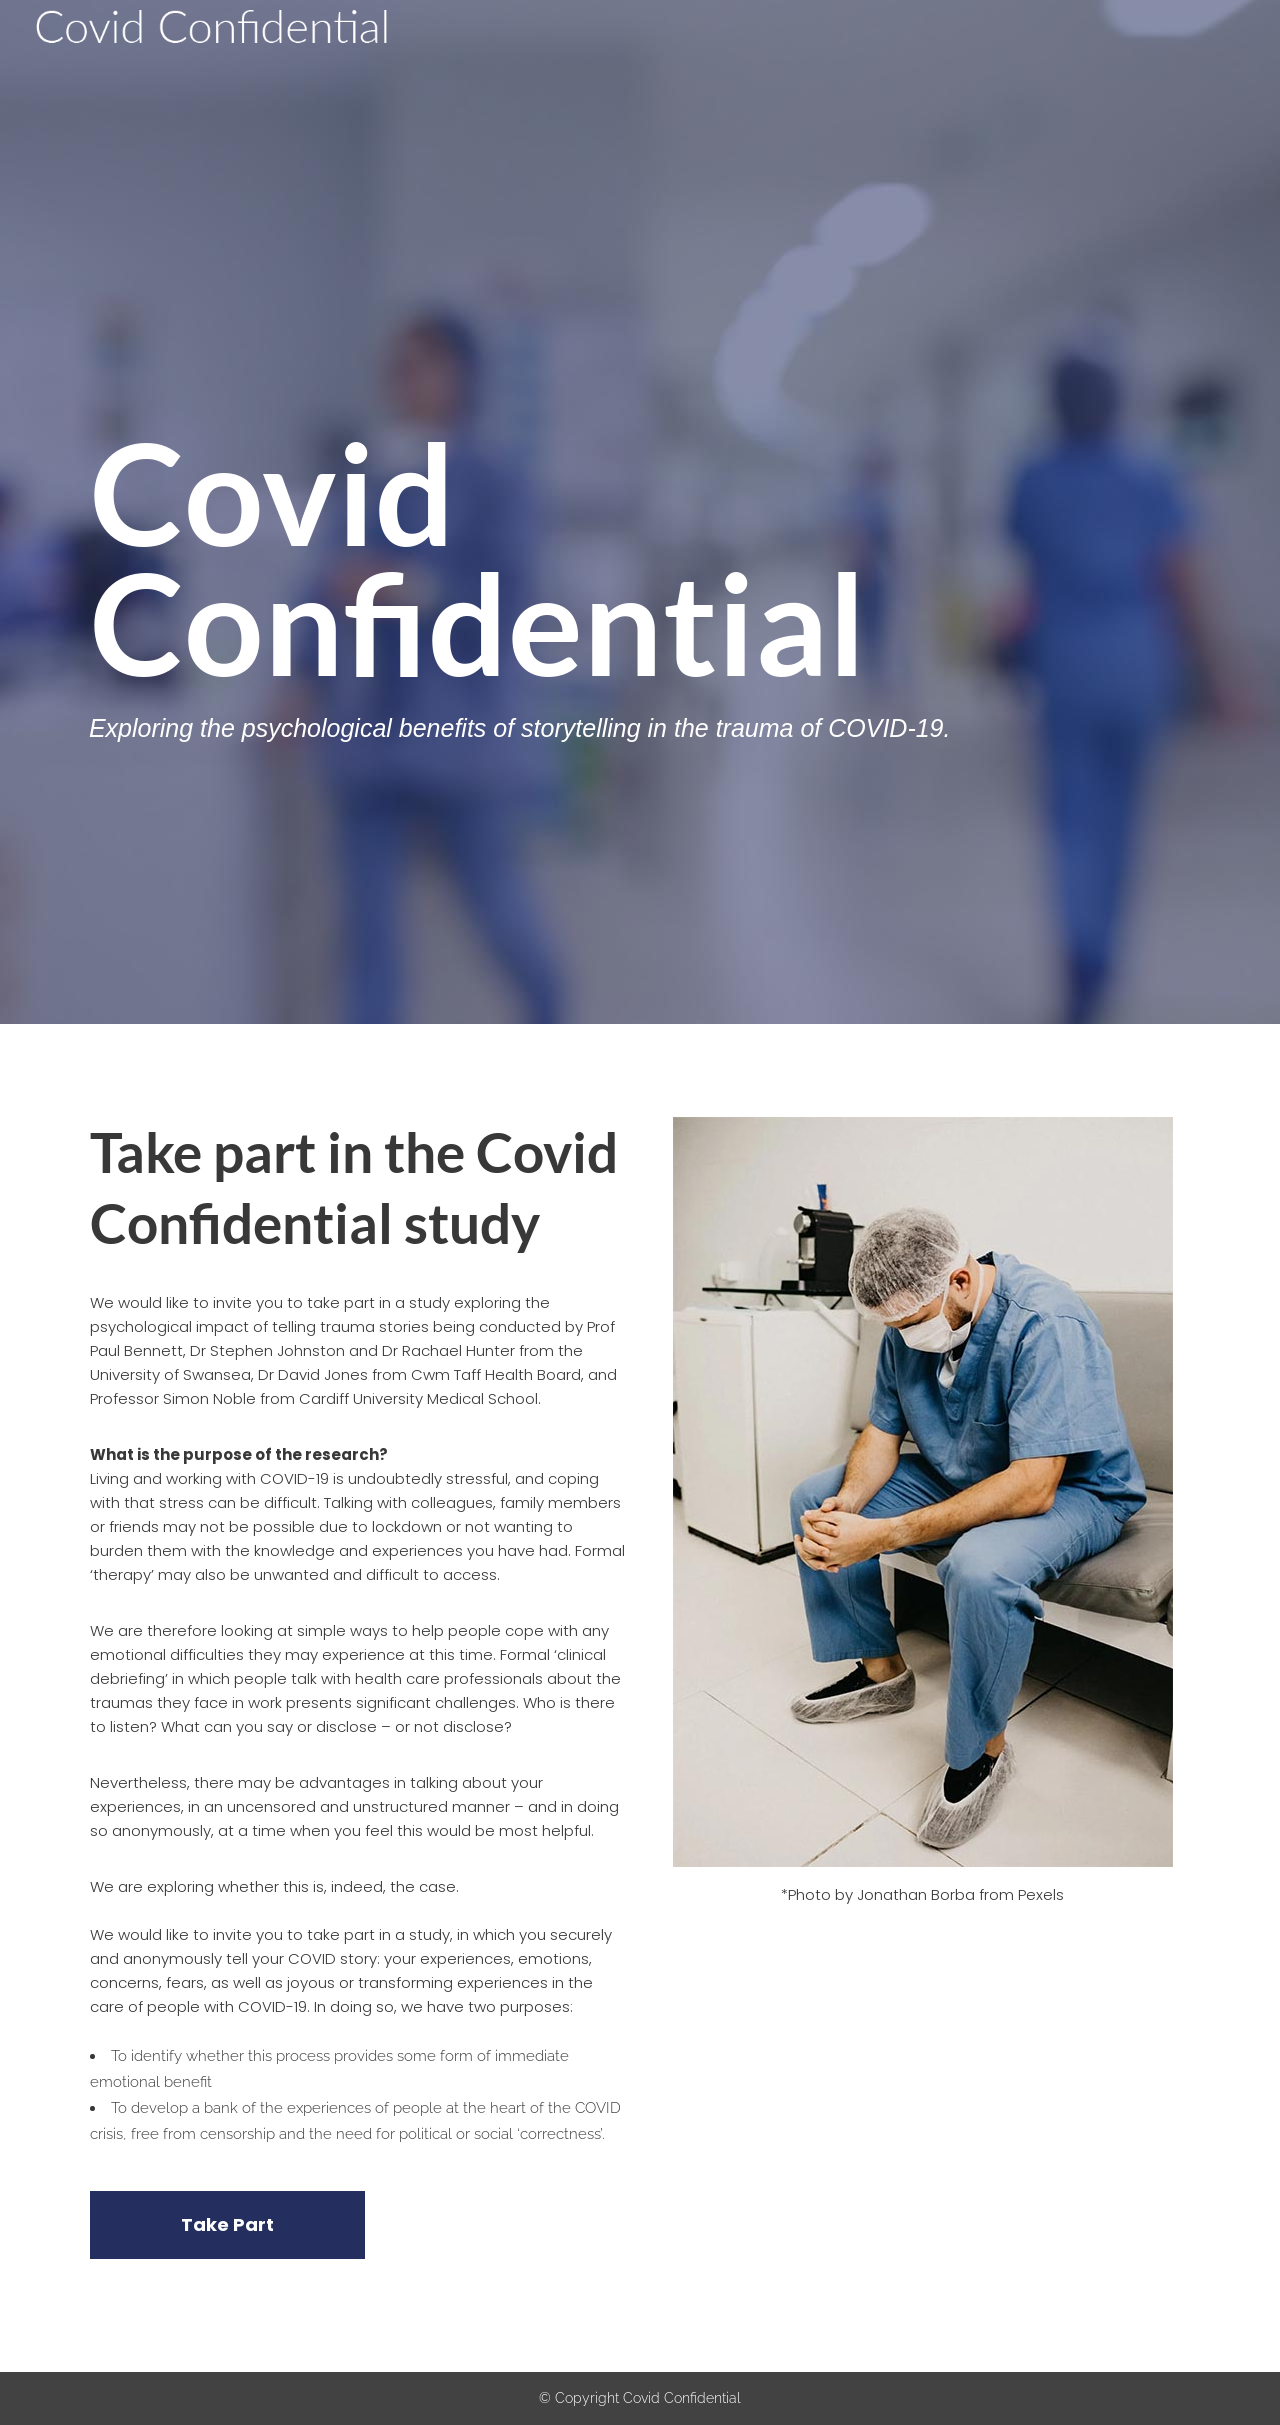 Covid Confidential
Covid
Confidential
Exploring the psychological benefits of storytelling in the trauma of COVID-19.
Take part in the Covid
Confidential study
We would like to invite you to take part in a study exploring the
psychological impact of telling trauma stories being conducted by Prof
Paul Bennett, Dr Stephen Johnston and Dr Rachael Hunter from the
University of Swansea, Dr David Jones from Cwm Taff Health Board, and
Professor Simon Noble from Cardiff University Medical School.
What is the purpose of the research?
Living and working with COVID-19 is undoubtedly stressful, and coping
with that stress can be difficult. Talking with colleagues, family members
or friends may not be possible due to lockdown or not wanting to
burden them with the knowledge and experiences you have had. Formal
‘therapy’ may also be unwanted and difficult to access.
We are therefore looking at simple ways to help people cope with any
emotional difficulties they may experience at this time. Formal ‘clinical
debriefing’ in which people talk with health care professionals about the
traumas they face in work presents significant challenges. Who is there
to listen? What can you say or disclose – or not disclose?
Nevertheless, there may be advantages in talking about your
experiences, in an uncensored and unstructured manner – and in doing
so anonymously, at a time when you feel this would be most helpful.
We are exploring whether this is, indeed, the case.
We would like to invite you to take part in a study, in which you securely
and anonymously tell your COVID story: your experiences, emotions,
concerns, fears, as well as joyous or transforming experiences in the
care of people with COVID-19. In doing so, we have two purposes:
• To identify whether this process provides some form of immediate
emotional benefit
• To develop a bank of the experiences of people at the heart of the COVID
crisis, free from censorship and the need for political or social ‘correctness’.
Take Part
*Photo by Jonathan Borba from Pexels
© Copyright Covid Confidential